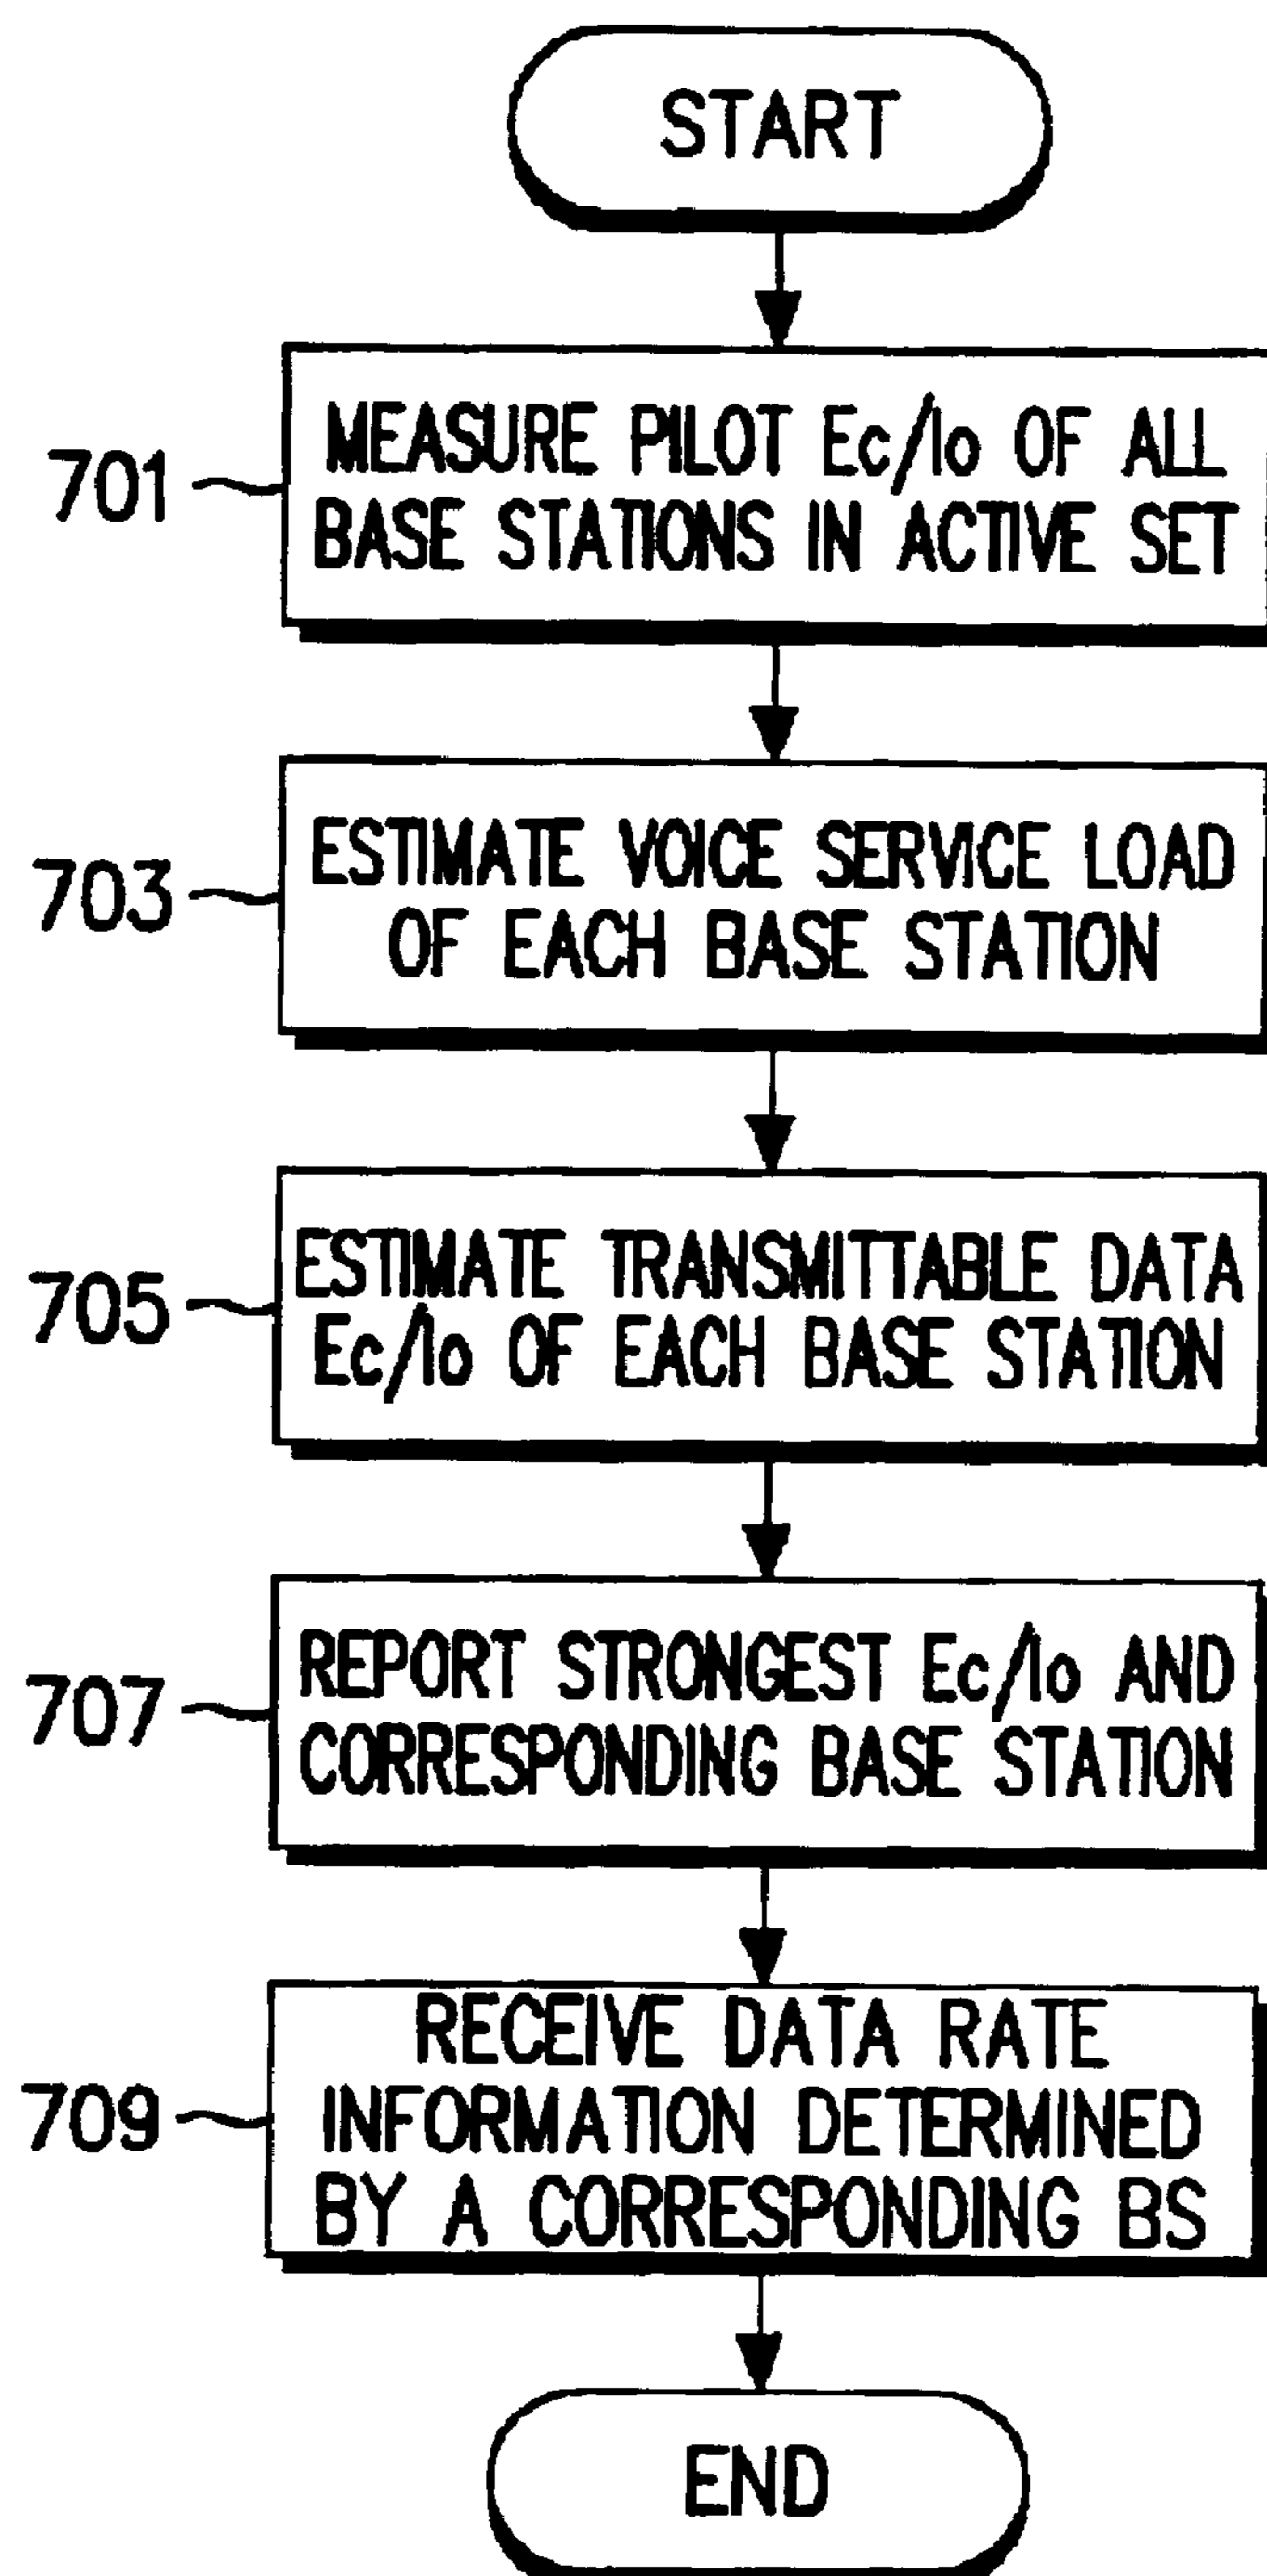 START
701
MEASURE PILOT Ec/Io OF ALL
BASE STATIONS IN ACTIVE SET
703
ESTIMATE VOICE SERVICE LOAD
OF EACH BASE STATION
705
ESTIMATE TRANSMITTABLE DATA
Ec/Io OF EACH BASE STATION
707
REPORT STRONGEST Ec/Io AND
CORRESPONDING BASE STATION
709
RECEIVE DATA RATE
INFORMATION DETERMINED
BY A CORRESPONDING BS
END